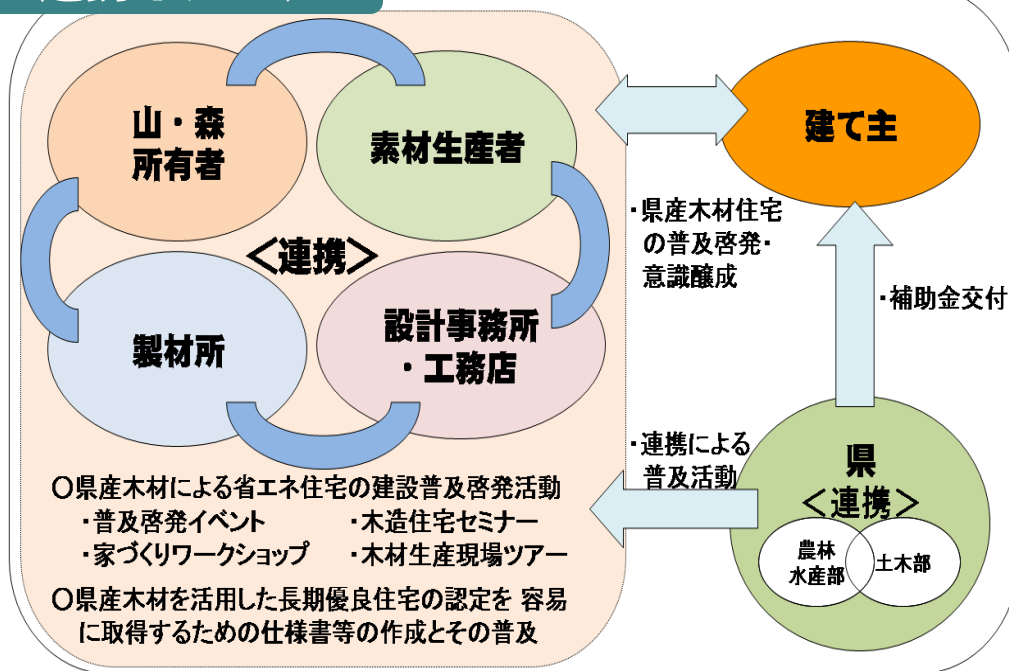 山・森
所有者
素材生産者
<連携>
製材所
設計事務所
・工務店
○県産木材による省エネ住宅の建設普及啓発活動
・普及啓発イベント
・木造住宅セミナー
・家づくりワークショップ
・木材生産現場ツアー
○県産木材を活用した長期優良住宅の認定を 容易
に取得するための仕様書等の作成とその普及
建て主
・県産木材住宅
の普及啓発・
意識醸成
・補助金交付
・連携による
普及活動
県
<連携>
農林
水産部
土木部